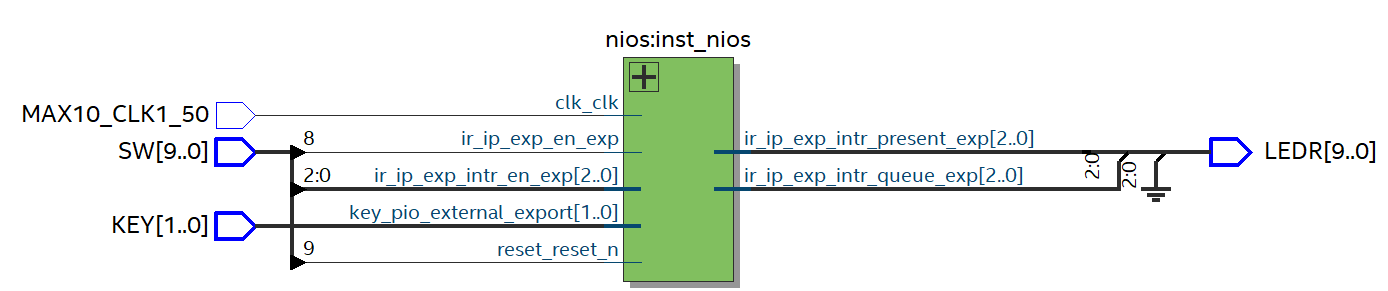 nios:inst_nios
MAX10_CLK1_50
clk_clk
SW[9..0]
8
ir_ip_exp_en_exp
2:0
ir_ip_exp_intr_en_exp[2..0]
KEY[1..0]
key_pio_external_export[1..0]
9
reset_reset_n
ir_ip_exp_intr_present_exp[2..0]
ir_ip_exp_intr_queue_exp[2..0]
2:0
2:0
LEDR[9..0]